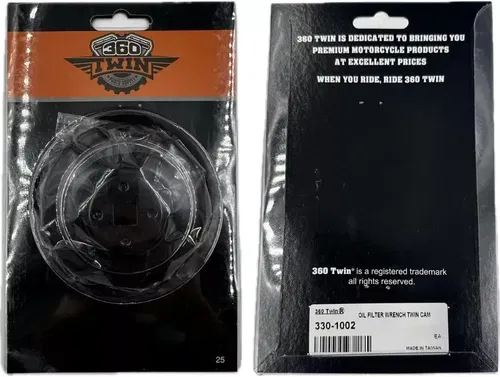 360
TWIN
25
360 TWIN IS DEDICATED TO BRINGING YOU
PREMIUM MOTORCYCLE PRODUCTS
AT EXCELLENT PRICES
WHEN YOU RIDE, RIDE 360 TWIN
360 Twin® is a registered trademark
all rights reserved.
360 Twin® OIL FILTER WRENCH TWIN CAM
330-1002
EA
MADE IN TAIWAN